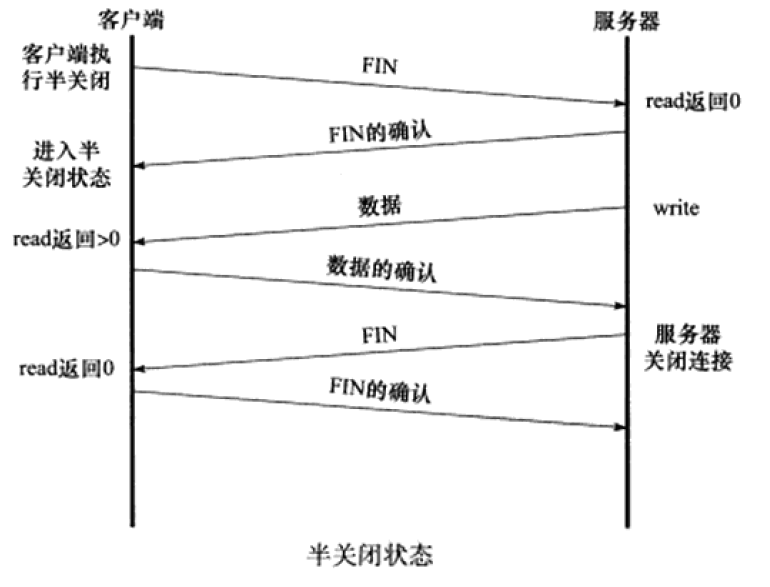 客户端
服务器
客户端执
行半关闭
FIN
read返回0
FIN的确认
进入半
关闭状态
数据
write
read返回>0
数据的确认
FIN
服务器
关闭连接
read返回0
FIN的确认
半关闭状态